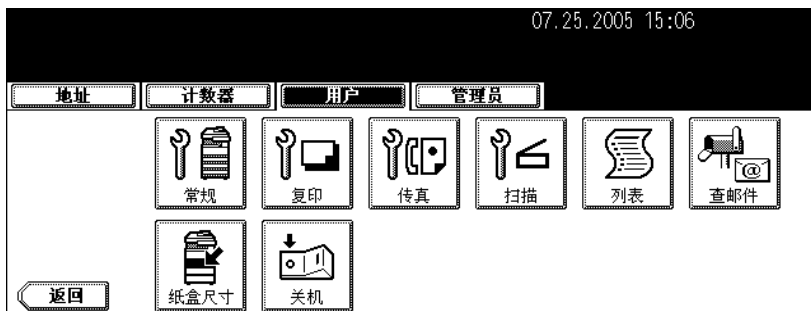 07.25.2005 15:06
地址 计数器 用户 管理员
常规 复印 传真 扫描 列表 查邮件
纸盒尺寸 关机
返回